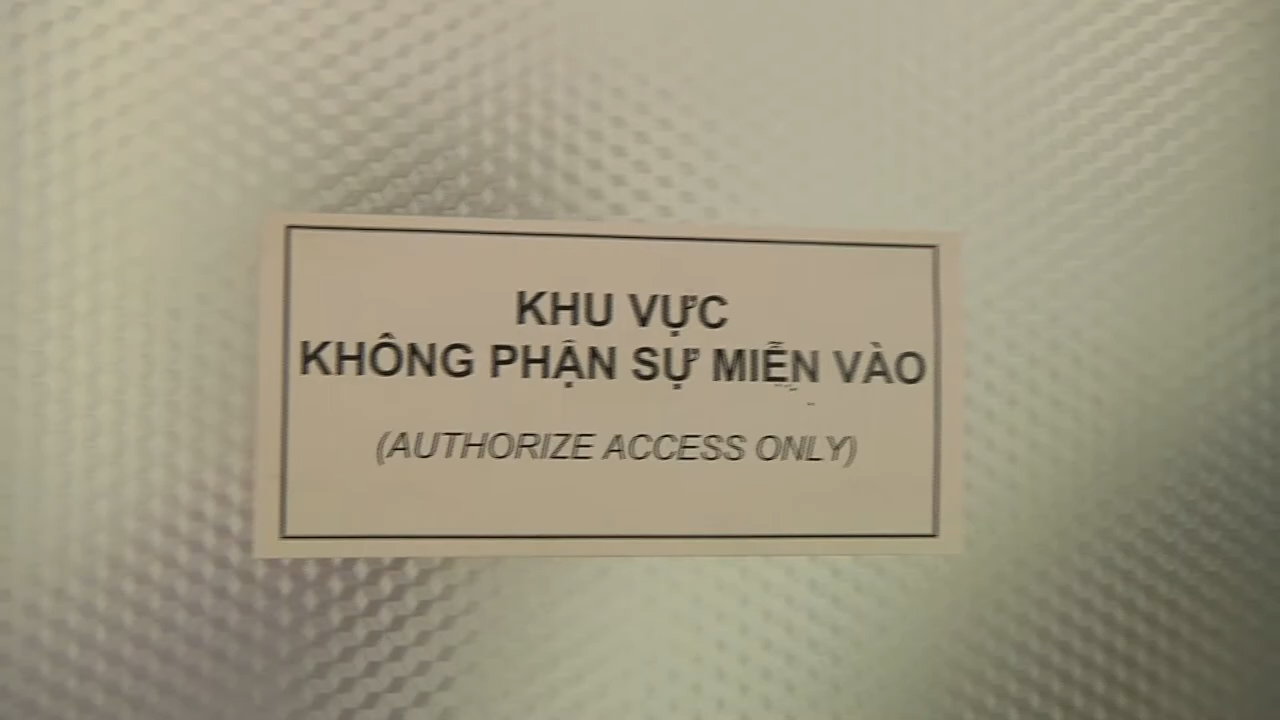 KHU VỰC
KHÔNG PHẬN SỰ MIỄN VÀO
(AUTHORIZE ACCESS ONLY)